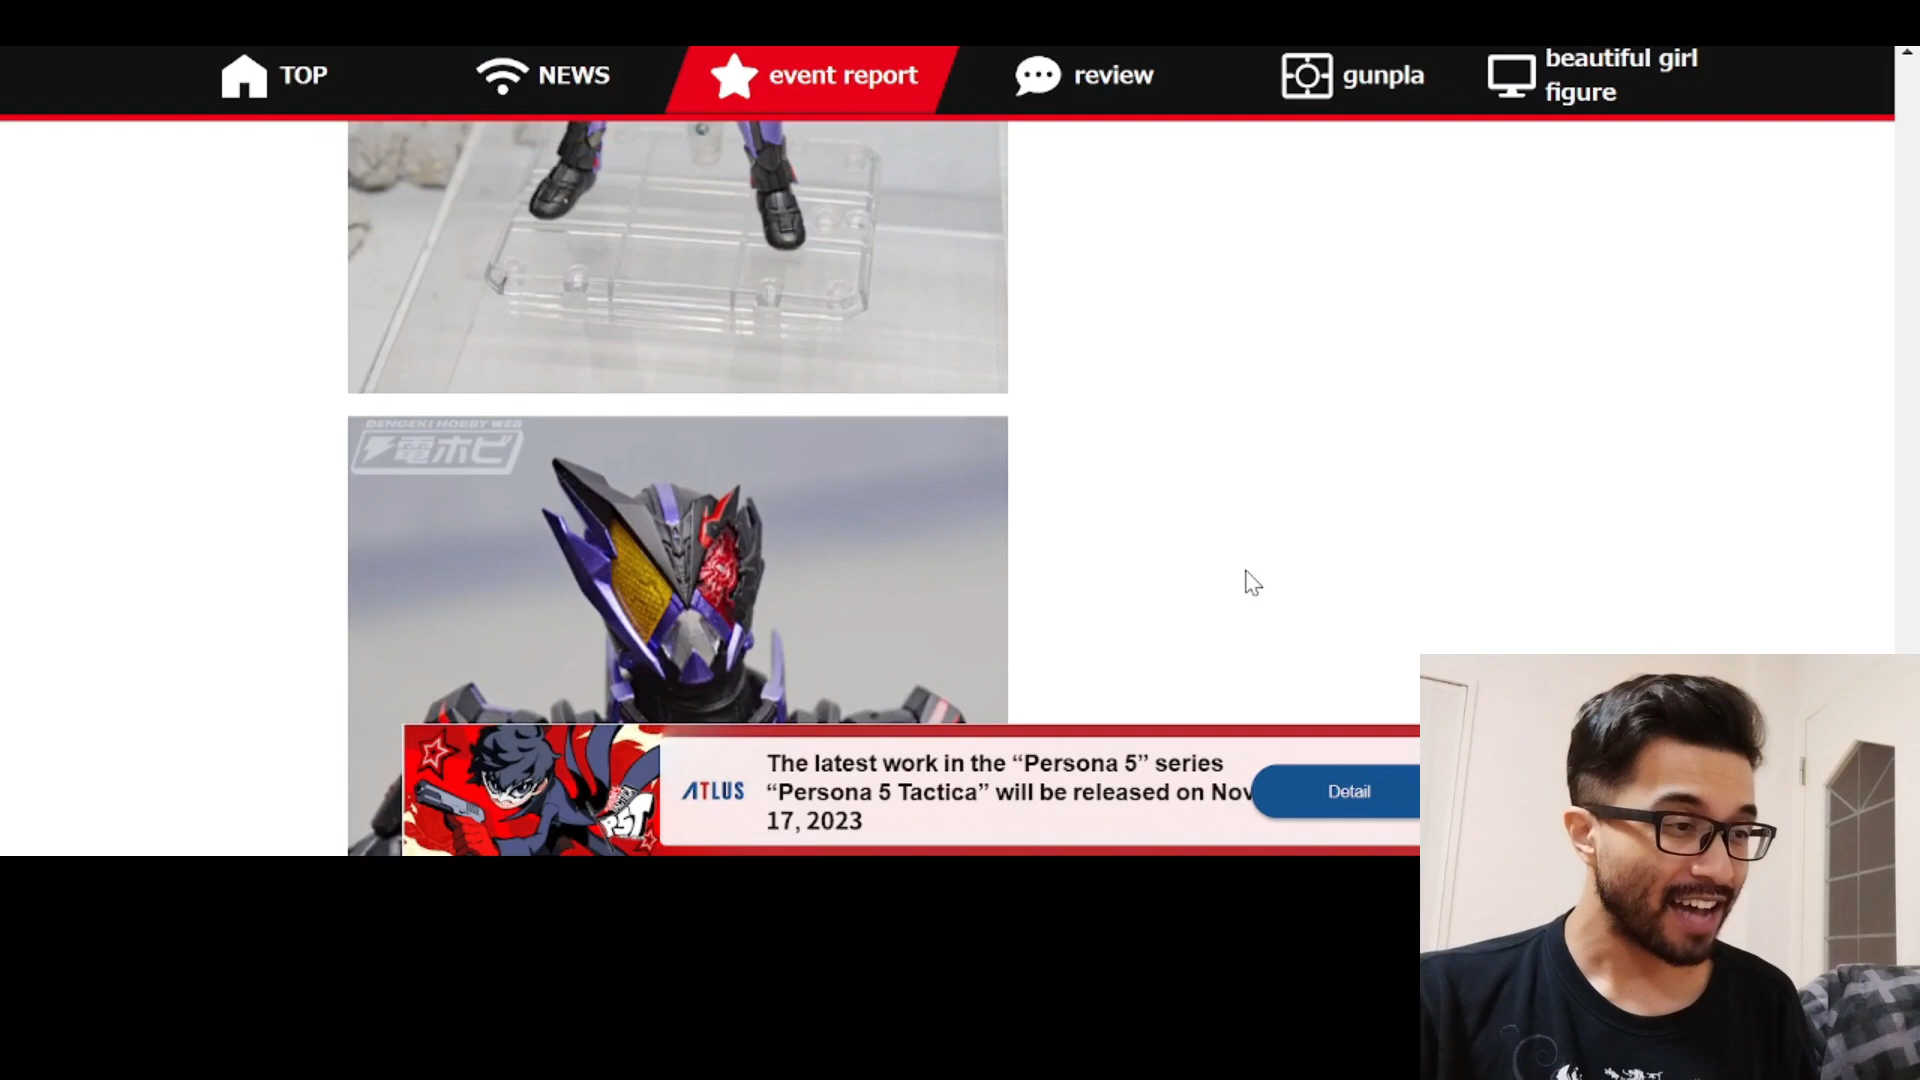 TOP
NEWS
event report
review
gunpla
beautiful girl
figure
DENGEKI HOBBY WEB
電ホビ
ATLUS
The latest work in the “Persona 5” series
“Persona 5 Tactica” will be released on Nov
17, 2023
Detail
P5T